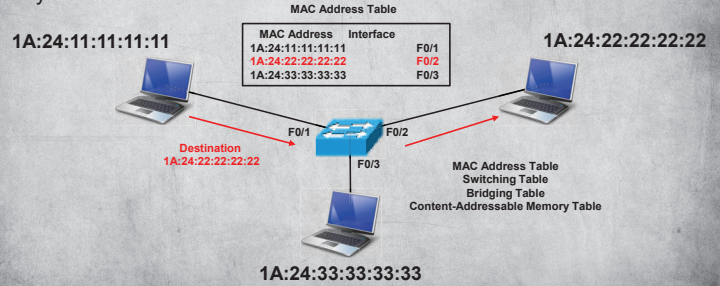 MAC Address Table
MAC Address Interface
1A:24:11:11:11:11 F0/1
1A:24:22:22:22:22 F0/2
1A:24:33:33:33:33 F0/3
1A:24:11:11:11:11
1A:24:22:22:22:22
F0/1
F0/2
F0/3
Destination
1A:24:22:22:22:22
MAC Address Table
Switching Table
Bridging Table
Content-Addressable Memory Table
1A:24:33:33:33:33